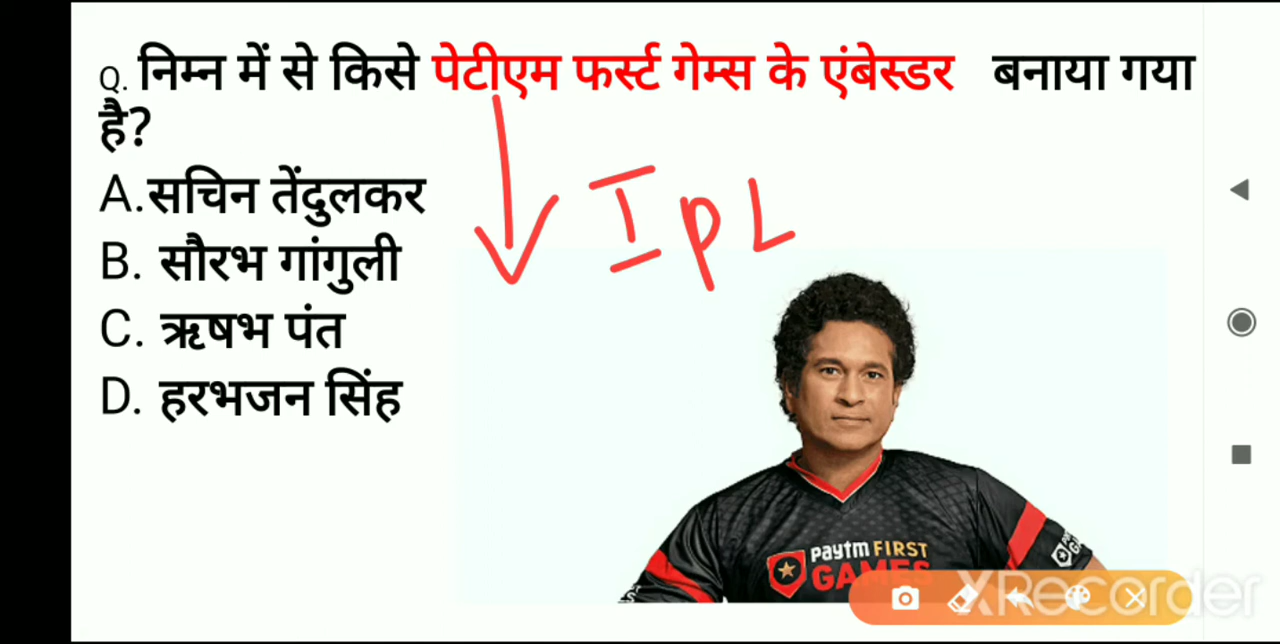 Q. निम्न में से किसे पेटीएम फर्स्ट गेम्स के एंबेस्डर बनाया गया
है?
A.सचिन तेंदुलकर
IPL
B. सौरभ गांगुली
C. ऋषभ पंत
D. हरभजन सिंह
Paytm FIRST
GAMES
XRecorder